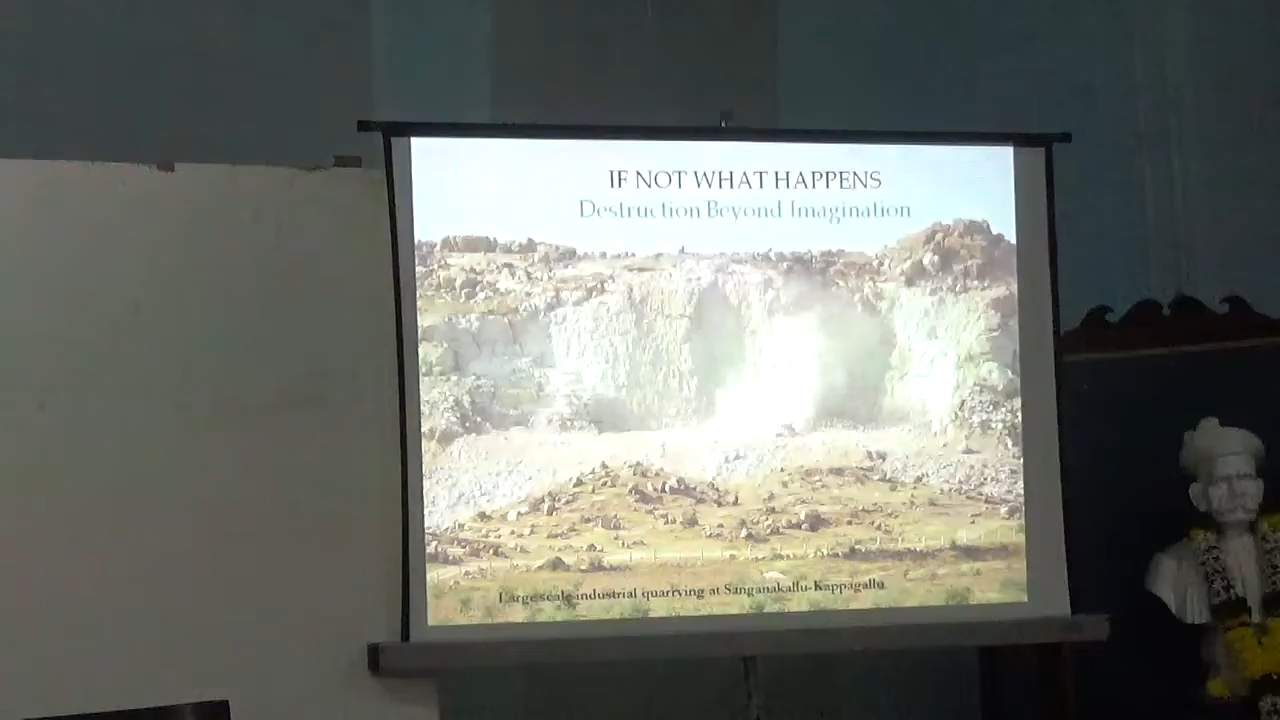 IF NOT WHAT HAPPENS
Destruction Beyond Imagination
Large scale industrial quarrying at Sanganakallu-Kappagallu